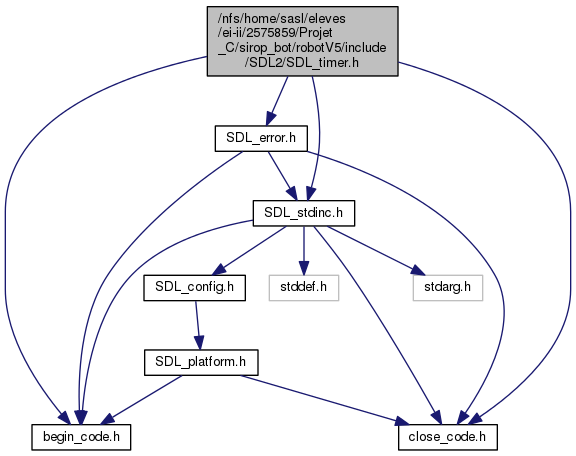 /nfs/home/sasl/eleves
/ei-ii/2575859/Projet
_C/sirop_bot/robotV5/include
/SDL2/SDL_timer.h
SDL_error.h
SDL_stdinc.h
SDL_config.h
stddef.h
stdarg.h
SDL_platform.h
begin_code.h
close_code.h